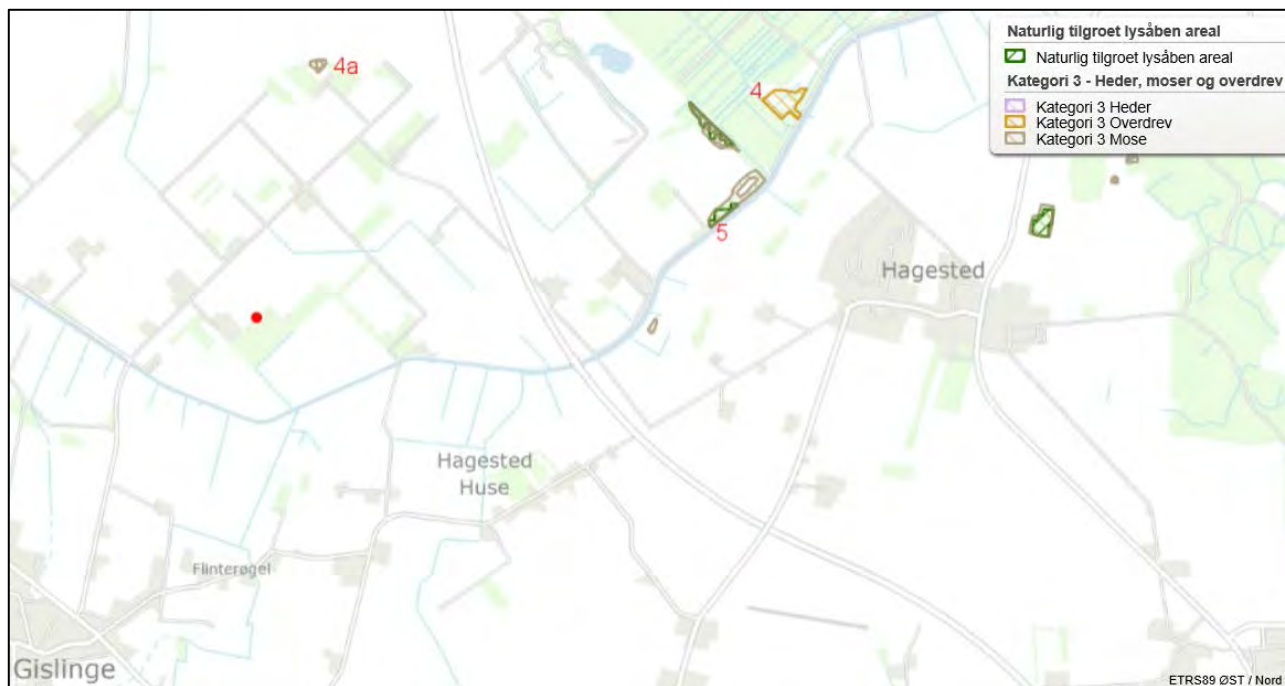 Naturlig tilgroet lysåben areal
Naturlig tilgroet lysåben areal
Kategori 3 - Heder, moser og overdrev
Kategori 3 Heder
Kategori 3 Overdrev
Kategori 3 Mose
4a
4
5
Hagested
Hagested
Huse
Flinterøgel
Gislinge
ETRS89 ØST / Nord